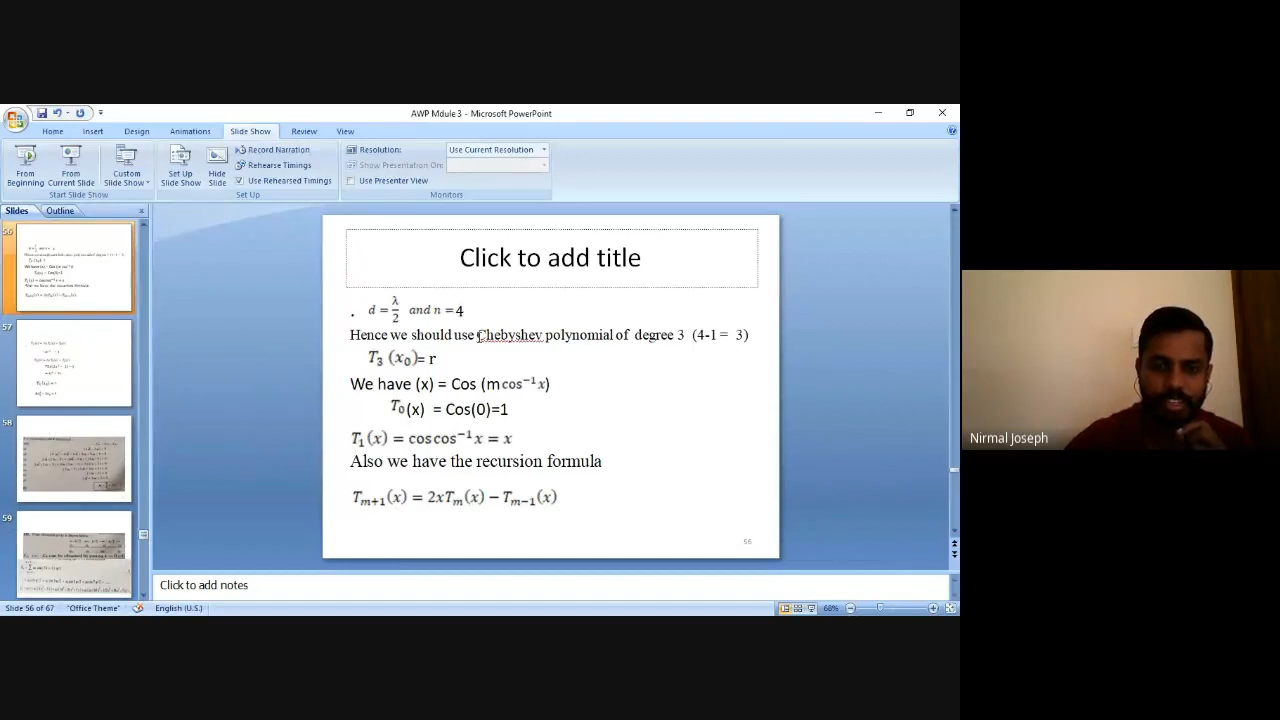 AWP Mdule 3 - Microsoft PowerPoint
Home Insert Design Animations Slide Show Review View
From Beginning
From Current Slide
Custom Slide Show
Start Slide Show
Set Up Slide Show
Hide Slide
Record Narration
Rehearse Timings
Use Rehearsed Timings
Set Up
Resolution: Use Current Resolution
Show Presentation On:
Use Presenter View
Monitors
Slides Outline
56
57
58
59
Click to add title
. d = λ/2 and n = 4
Hence we should use Chebyshev polynomial of degree 3 (4-1 = 3)
T₃ (x₀)= r
We have (x) = Cos (m cos⁻¹ x)
T₀(x) = Cos(0)=1
T₁(x) = cos cos⁻¹ x = x
Also we have the recursion formula
Tₘ₊₁(x) = 2xTₘ(x) − Tₘ₋₁(x)
56
Click to add notes
Slide 56 of 67 "Office Theme" English (U.S.) 68%
Nirmal Joseph